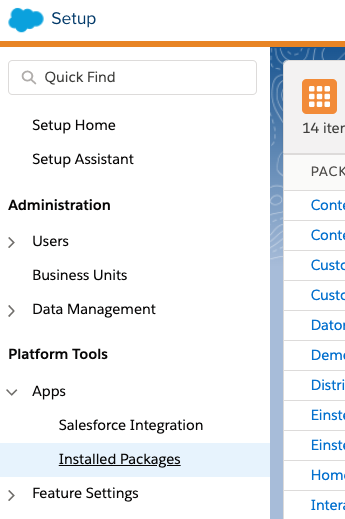 Setup
Quick Find
Setup Home
Setup Assistant
Administration
Users
Business Units
Data Management
Platform Tools
Apps
Salesforce Integration
Installed Packages
Feature Settings
14 iter
PACK
Conte
Conte
Custo
Custo
Dator
Demo
Distri
Einste
Einste
Home
Intera